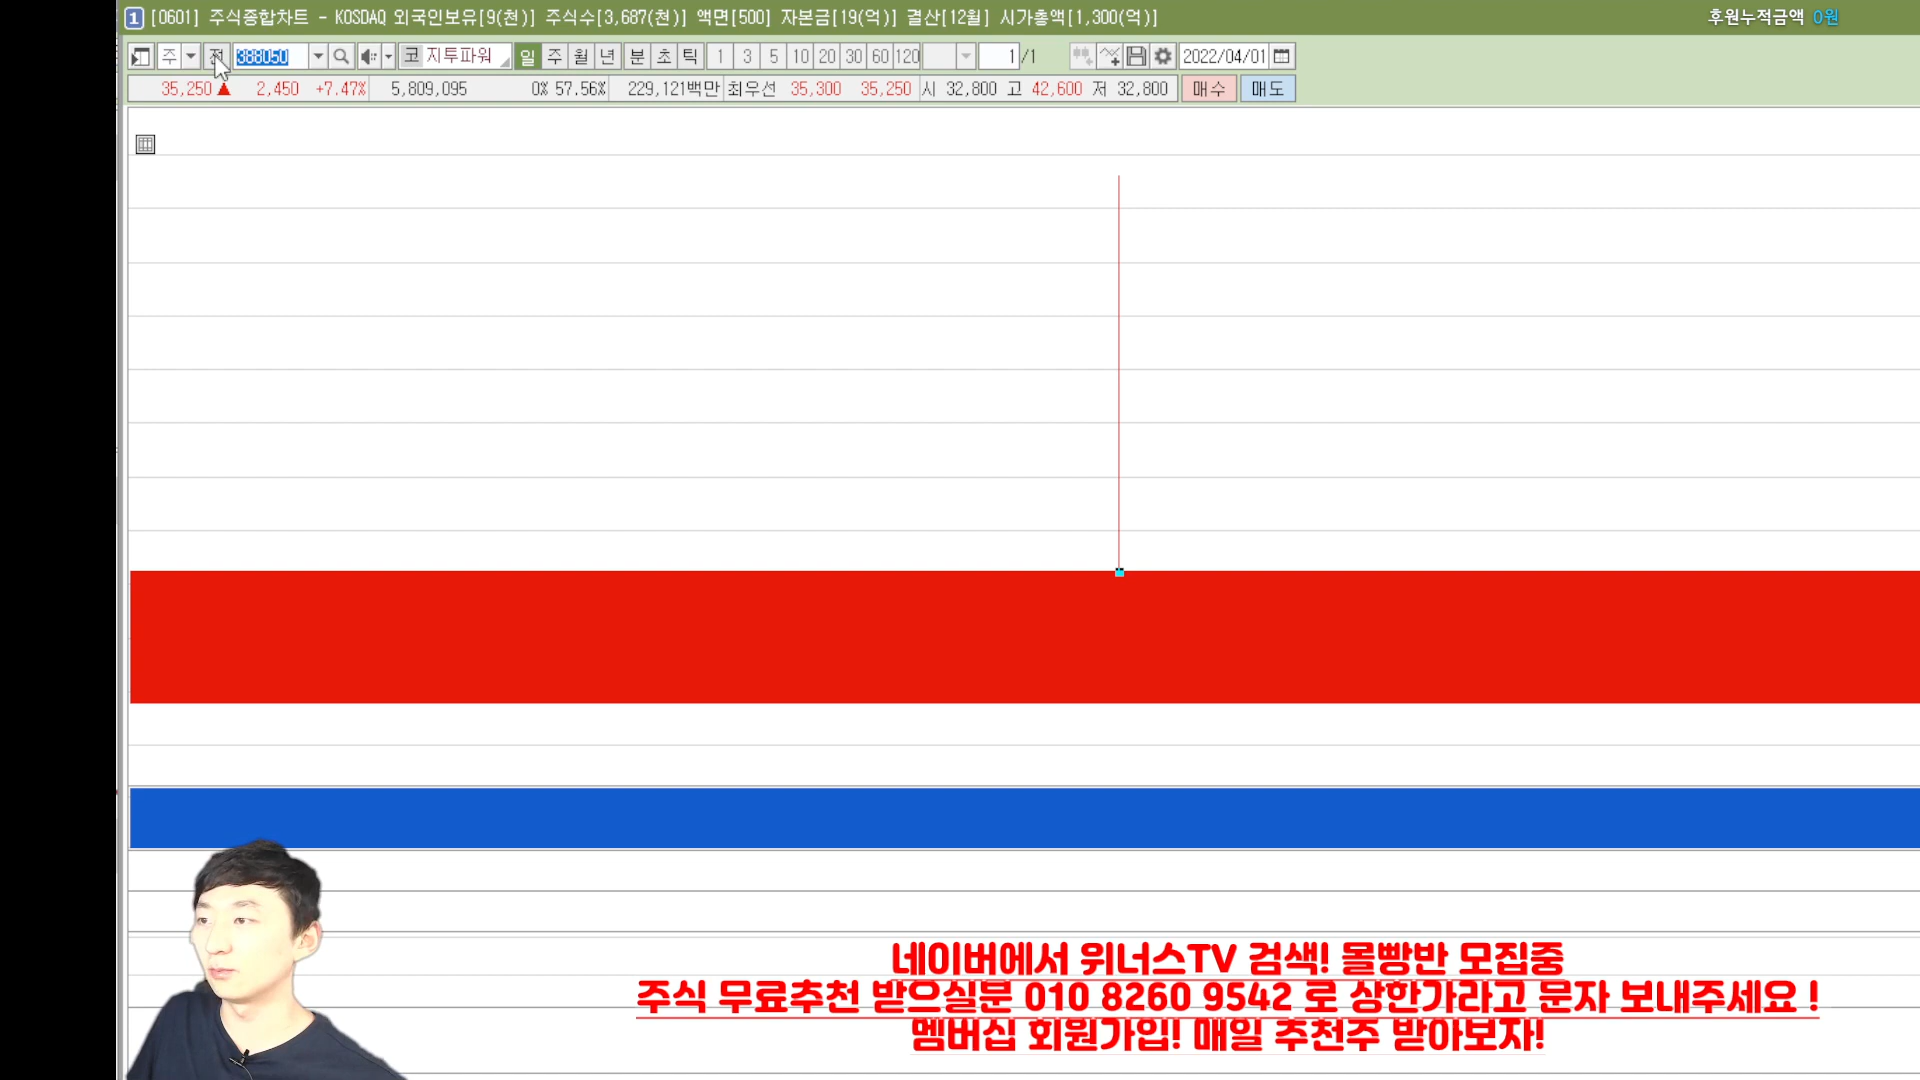 1 [0601] 주식종합차트 - KOSDAQ 외국인보유[9(천)] 주식수[3,687(천)] 액면[500] 자본금[19(억)] 결산[12월] 시가총액[1,300(억)]
후원누적금액 0원
주 전 388050 코 지투파워 일 주 월 년 분 초 틱 1 3 5 10 20 30 60 120 1 /1 2022/04/01
35,250 ▲ 2,450 +7.47% 5,809,095 0% 57.56% 229,121백만 최우선 35,300 35,250 시 32,800 고 42,600 저 32,800 매수 매도
네이버에서 위너스TV 검색! 몰빵반 모집중
주식 무료추천 받으실분 010 8260 9542 로 상한가라고 문자 보내주세요 !
멤버십 회원가입! 매일 추천주 받아보자!